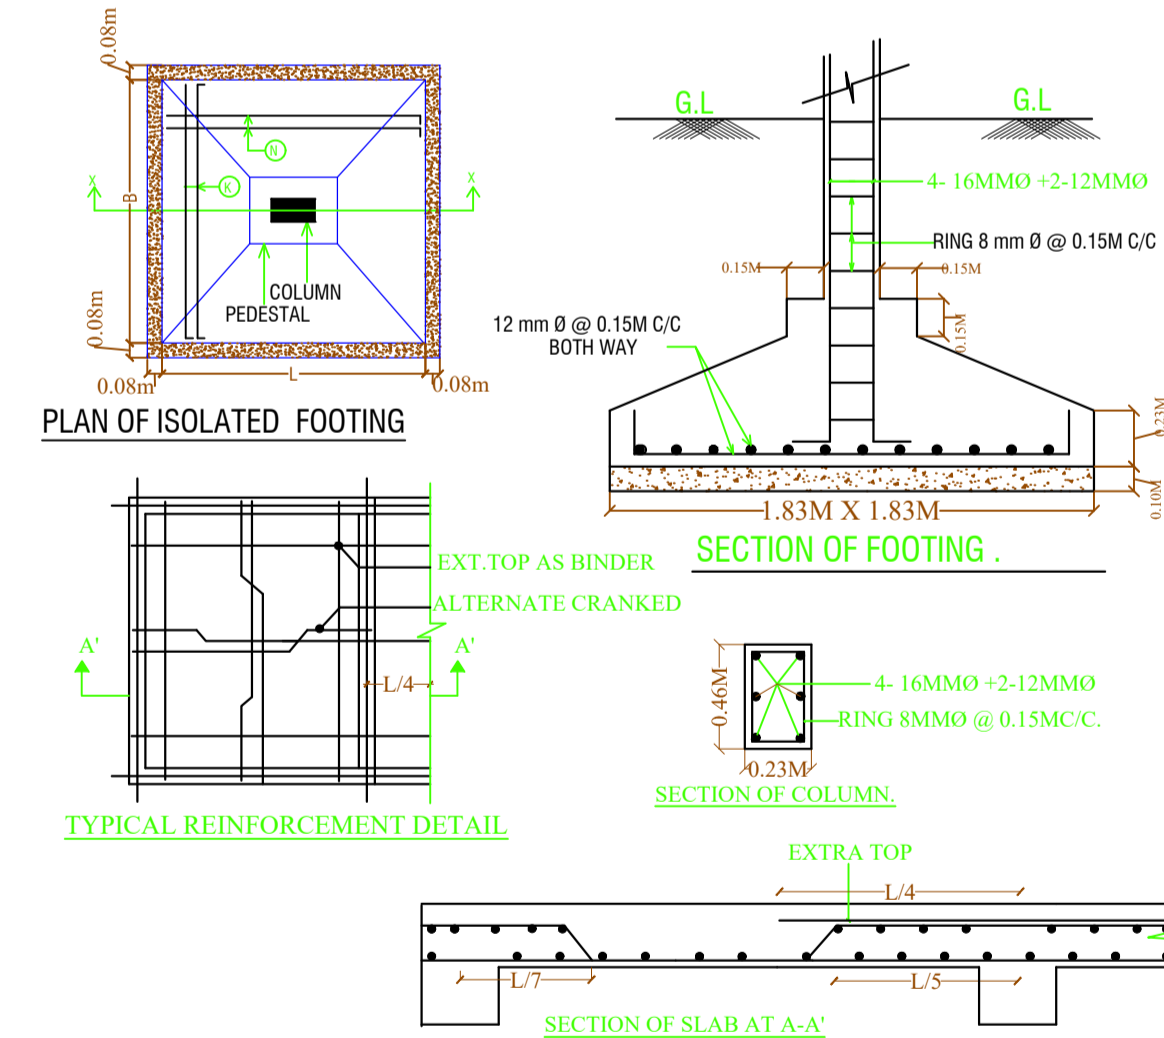 0.08m
N
K
X
X
B
COLUMN
PEDESTAL
0.08m
L
0.08m
0.08m
PLAN OF ISOLATED FOOTING
G.L
G.L
4- 16MMØ +2-12MMØ
RING 8 mm Ø @ 0.15M C/C
0.15M
0.15M
0.15M
12 mm Ø @ 0.15M C/C
BOTH WAY
0.23M
0.10M
1.83M X 1.83M
SECTION OF FOOTING .
EXT.TOP AS BINDER
ALTERNATE CRANKED
A'
A'
L/4
TYPICAL REINFORCEMENT DETAIL
0.46M
4- 16MMØ +2-12MMØ
RING 8MMØ @ 0.15MC/C.
0.23M
SECTION OF COLUMN.
EXTRA TOP
L/4
L/7
L/5
SECTION OF SLAB AT A-A'